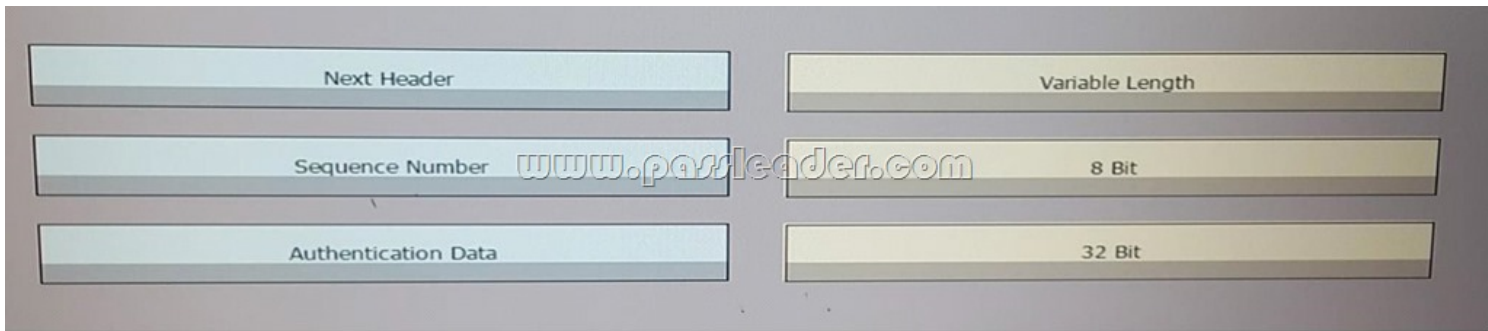 Next Header
Variable Length
Sequence Number
www.passleader.com
8 Bit
Authentication Data
32 Bit